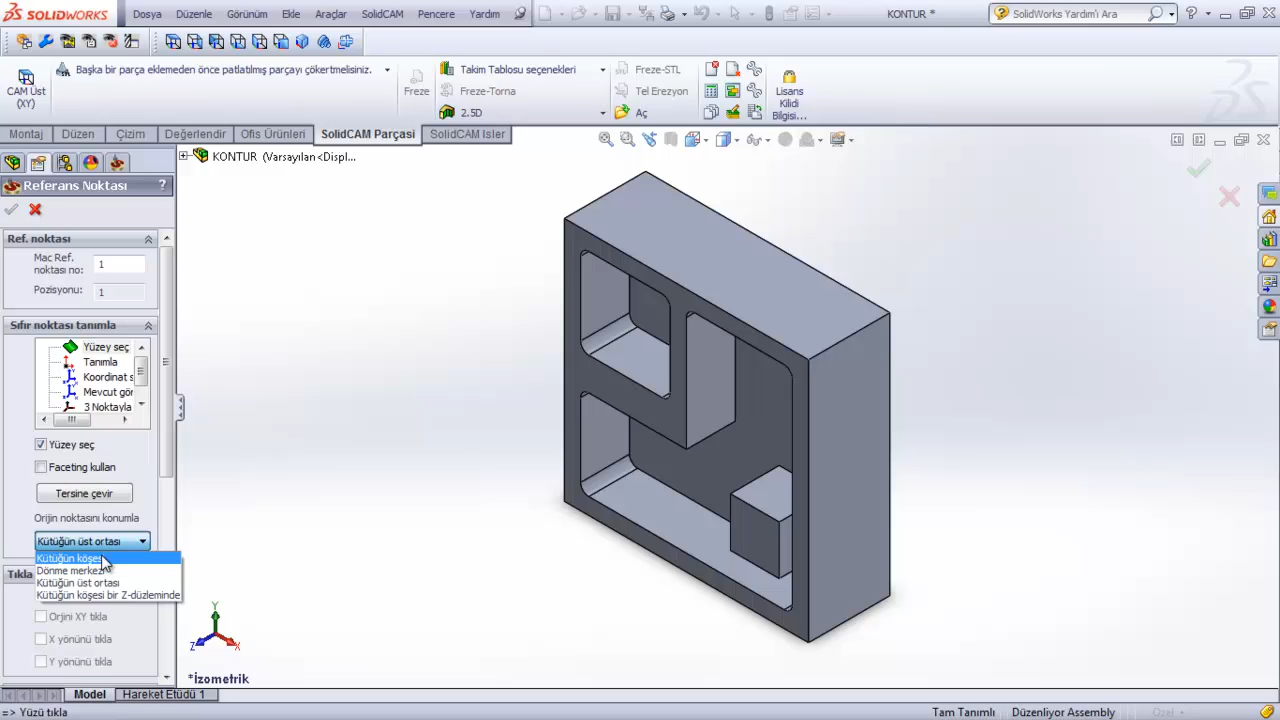 SOLIDWORKS Dosya Düzenle Görünüm Ekle Araçlar SolidCAM Pencere Yardım KONTUR * SolidWorks Yardım'ı Ara
CAM Üst (XY)
Başka bir parça eklemeden önce patlatılmış parçayı çökertmelisiniz.
Freze
Takim Tablosu seçenekleri
Freze-Torna
2.5D
Freze-STL
Tel Erezyon
Aç
Lisans
Kilidi
Bilgisi...
Montaj Düzen Çizim Değerlendir Ofis Ürünleri SolidCAM Parçasi SolidCAM Isler
KONTUR (Varsayılan<Displ...
Referans Noktası ?
Ref. noktası
Mac Ref. noktası no: 1
Pozisyonu: 1
Sıfır noktası tanımla
Yüzey seç
Tanımla
Koordinat s
Mevcut gör
3 Noktayla
Yüzey seç
Faceting kullan
Tersine çevir
Orijin noktasını konumla
Kütüğün üst ortası
Kütüğün köşes
Dönme merkezi
Kütüğün üst ortası
Kütüğün köşesi bir Z-düzleminde
Tıkla
Orjini XY tikla
X yönünü tıkla
Y yönünü tıkla
Y
Z
X
*İzometrik
Model Hareket Etüdü 1
=> Yüzü tıkla Tam Tanımlı Düzenliyor Assembly Özel